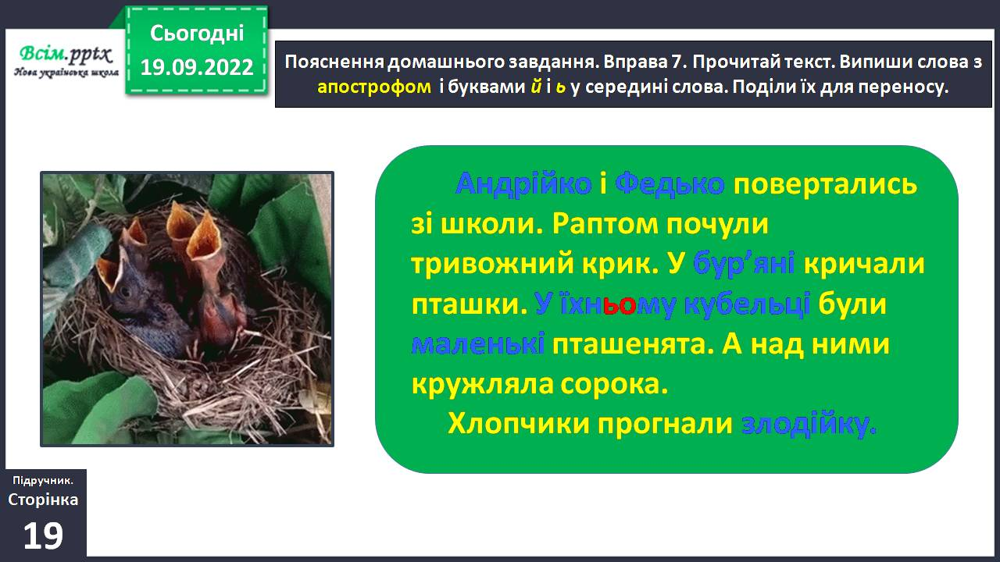 Сьогодні
19.09.2022
Всім.pptx
Нова українська школа
Пояснення домашнього завдання. Вправа 7. Прочитай текст. Випиши слова з
апострофом і буквами й і ь у середині слова. Поділи їх для переносу.
Андрійко і Федько повертались
зі школи. Раптом почули
тривожний крик. У бур’яні кричали
пташки. У їхньому кубельці були
маленькі пташенята. А над ними
кружляла сорока.
Хлопчики прогнали злодійку.
Підручник.
Сторінка
19